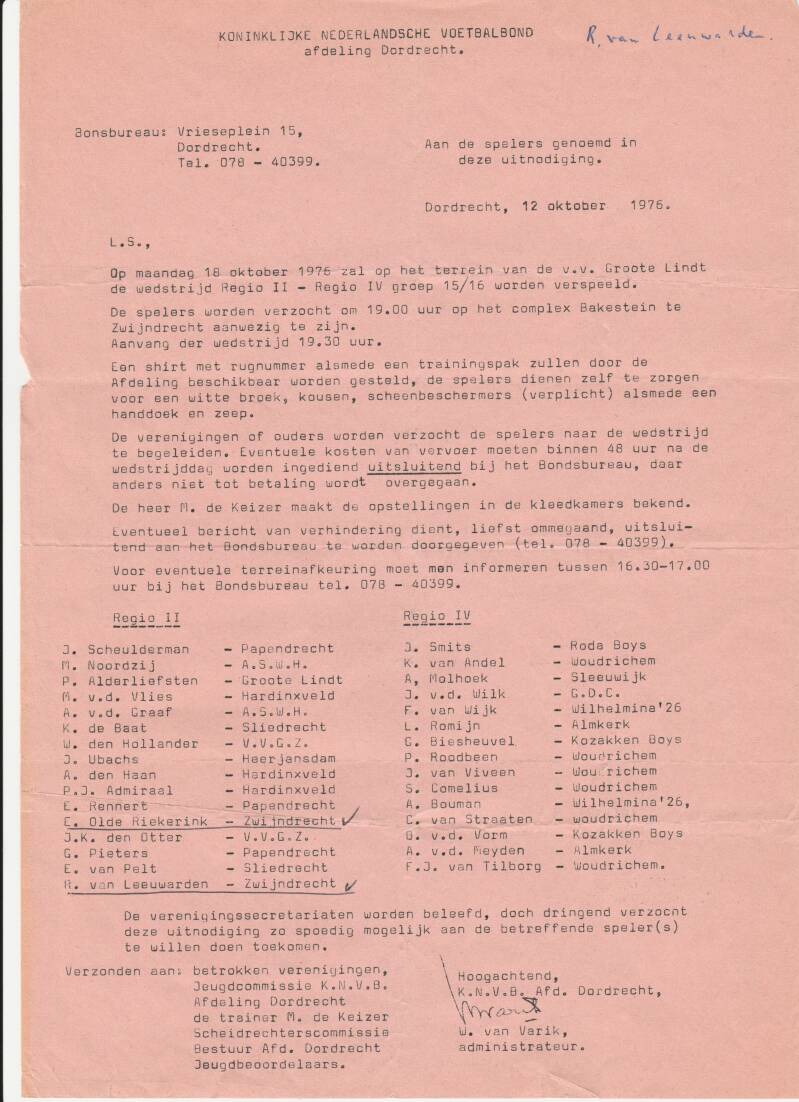 KONINKLIJKE NEDERLANDSCHE VOETBALBOND
afdeling Dordrecht.
R. van Leeuwarden.
Bonsbureau: Vrieseplein 15,
Dordrecht.
Tel. 078 - 40399.
Aan de spelers genoemd in
deze uitnodiging.
Dordrecht, 12 oktober 1976.
L.S.,
Op maandag 18 oktober 1976 zal op het terrein van de v.v. Groote Lindt
de wedstrijd Regio II - Regio IV groep 15/16 worden verspeeld.
De spelers worden verzocht om 19.00 uur op het complex Bakestein te
Zwijndrecht aanwezig te zijn.
Aanvang der wedstrijd 19.30 uur.
Een shirt met rugnummer alsmede een trainingspak zullen door de
Afdeling beschikbaar worden gesteld, de spelers dienen zelf te zorgen
voor een witte broek, kousen, scheenbeschermers (verplicht) alsmede een
handdoek en zeep.
De verenigingen of ouders worden verzocht de spelers naar de wedstrijd
te begeleiden. Eventuele kosten van vervoer moeten binnen 48 uur na de
wedstrijddag worden ingediend uitsluitend bij het Bondsbureau, daar
anders niet tot betaling wordt overgegaan.
De heer M. de Keizer maakt de opstellingen in de kleedkamers bekend.
Eventueel bericht van verhindering dient, liefst ommegaand, uitslui-
tend aan het Bondsbureau te worden doorgegeven (tel. 078 - 40399).
Voor eventuele terreinafkeuring moet men informeren tussen 16.30-17.00
uur bij het Bondsbureau tel. 078 - 40399.
Regio II
J. Scheulderman - Papendrecht
M. Noordzij - A.S.W.H.
P. Alderliefsten - Groote Lindt
M. v.d. Vlies - Hardinxveld
A. v.d. Graaf - A.S.W.H.
K. de Baat - Sliedrecht
W. den Hollander - V.V.G.Z.
J. Ubachs - Heerjansdam
A. den Haan - Hardinxveld
P.J. Admiraal - Hardinxveld
E. Rennert - Papendrecht
E. Olde Riekerink - Zwijndrecht ✓
J.K. den Otter - V.V.G.Z.
G. Pieters - Papendrecht
E. van Pelt - Sliedrecht
R. van Leeuwarden - Zwijndrecht ✓
Regio IV
J. Smits - Roda Boys
K. van Andel - Woudrichem
A, Molhoek - Sleeuwijk
J. v.d. Wilk - G.D.C.
F. van Wijk - Wilhelmina'26
L. Romijn - Almkerk
G. Biesheuvel - Kozakken Boys
P. Roodbeen - Woudrichem
J. van Viveen - Woudrichem
S. Cornelius - Woudrichem
A. Bouman - Wilhelmina'26,
C. van Straaten - woudrichem
G. v.d. Vorm - Kozakken Boys
A. v.d. Meyden - Almkerk
F.J. van Tilborg - Woudrichem.
De verenigingssecretariaten worden beleefd, doch dringend verzocht
deze uitnodiging zo spoedig mogelijk aan de betreffende speler(s)
te willen doen toekomen.
Verzonden aan: betrokken verenigingen,
Jeugdcommissie K.N.V.B.
Afdeling Dordrecht
de trainer M. de Keizer
Scheidrechterscommissie
Bestuur Afd. Dordrecht
Jeugdbeoordelaars.
Hoogachtend,
K.N.V.B. Afd. Dordrecht,
W. van Varik,
administrateur.